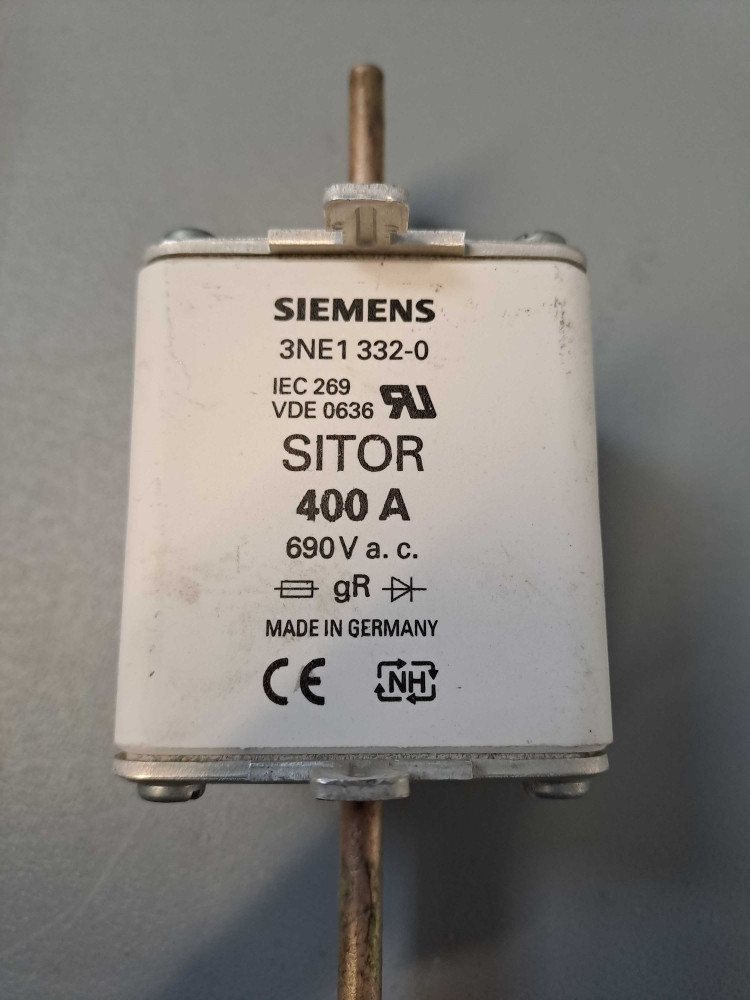 SIEMENS
3NE1 332-0
IEC 269
VDE 0636
SITOR
400 A
690V a. c.
gR
MADE IN GERMANY
CE NH